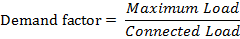 Demand factor = Maximum Load / Connected Load